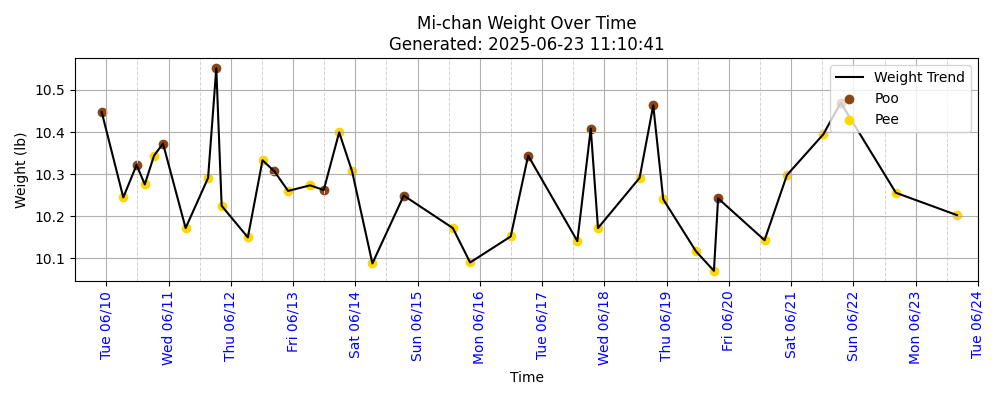 Mi-chan Weight Over Time
Generated: 2025-06-23 11:10:41
Weight (lb)
10.5
10.4
10.3
10.2
10.1
Weight Trend
Poo
Pee
Tue 06/10
Wed 06/11
Thu 06/12
Fri 06/13
Sat 06/14
Sun 06/15
Mon 06/16
Tue 06/17
Wed 06/18
Thu 06/19
Fri 06/20
Sat 06/21
Sun 06/22
Mon 06/23
Tue 06/24
Time